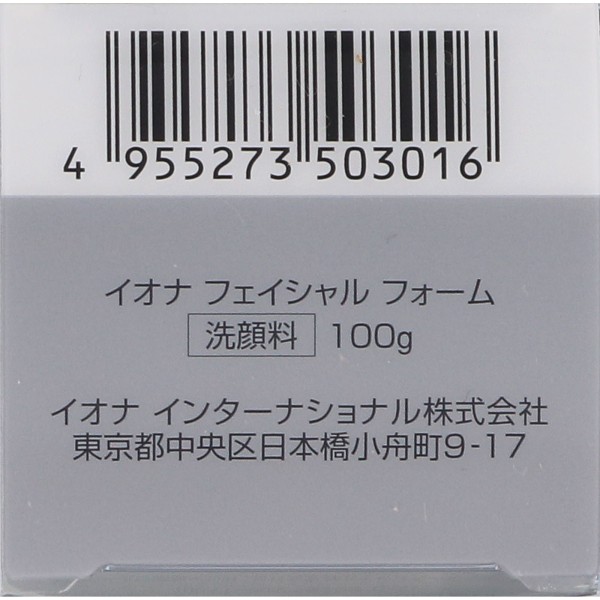 4 955273 503016
イオナ フェイシャル フォーム
洗顔料 100g
イオナ インターナショナル株式会社
東京都中央区日本橋小舟町9-17